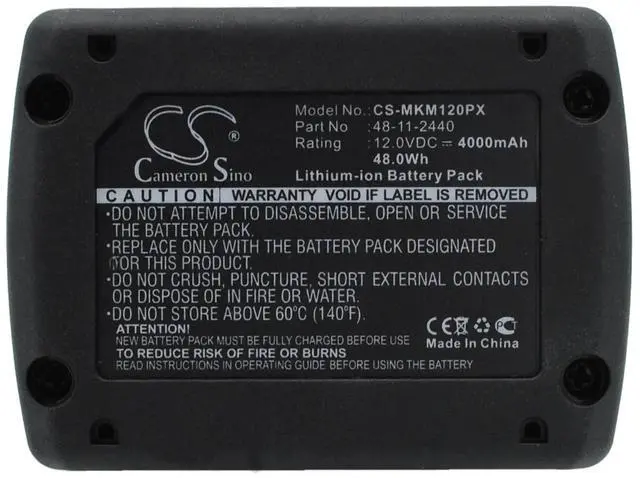 CS
®
Cameron Sino
Model No.: CS-MKM120PX
Part No : 48-11-2440
Rating : 12.0VDC ⎓ 4000mAh
48.0Wh
Lithium-ion Battery Pack
CAUTION WARRANTY VOID IF LABEL IS REMOVED
•DO NOT ATTEMPT TO DISASSEMBLE, OPEN OR SERVICE
THE BATTERY PACK.
•REPLACE ONLY WITH THE BATTERY PACK DESIGNATED
FOR THIS PRODUCT.
•DO NOT CRUSH, PUNCTURE, SHORT EXTERNAL CONTACTS
OR DISPOSE OF IN FIRE OR WATER.
•DO NOT STORE ABOVE 60°C (140°F).
ATTENTION!
NEW BATTERY PACK MUST BE FULLY CHARGED BEFORE USE
TO REDUCE RISK OF FIRE OR BURNS
READ INSTRUCTIONS IN OPERATING GUIDE BEFORE USING BATTERY
CE
Made In China